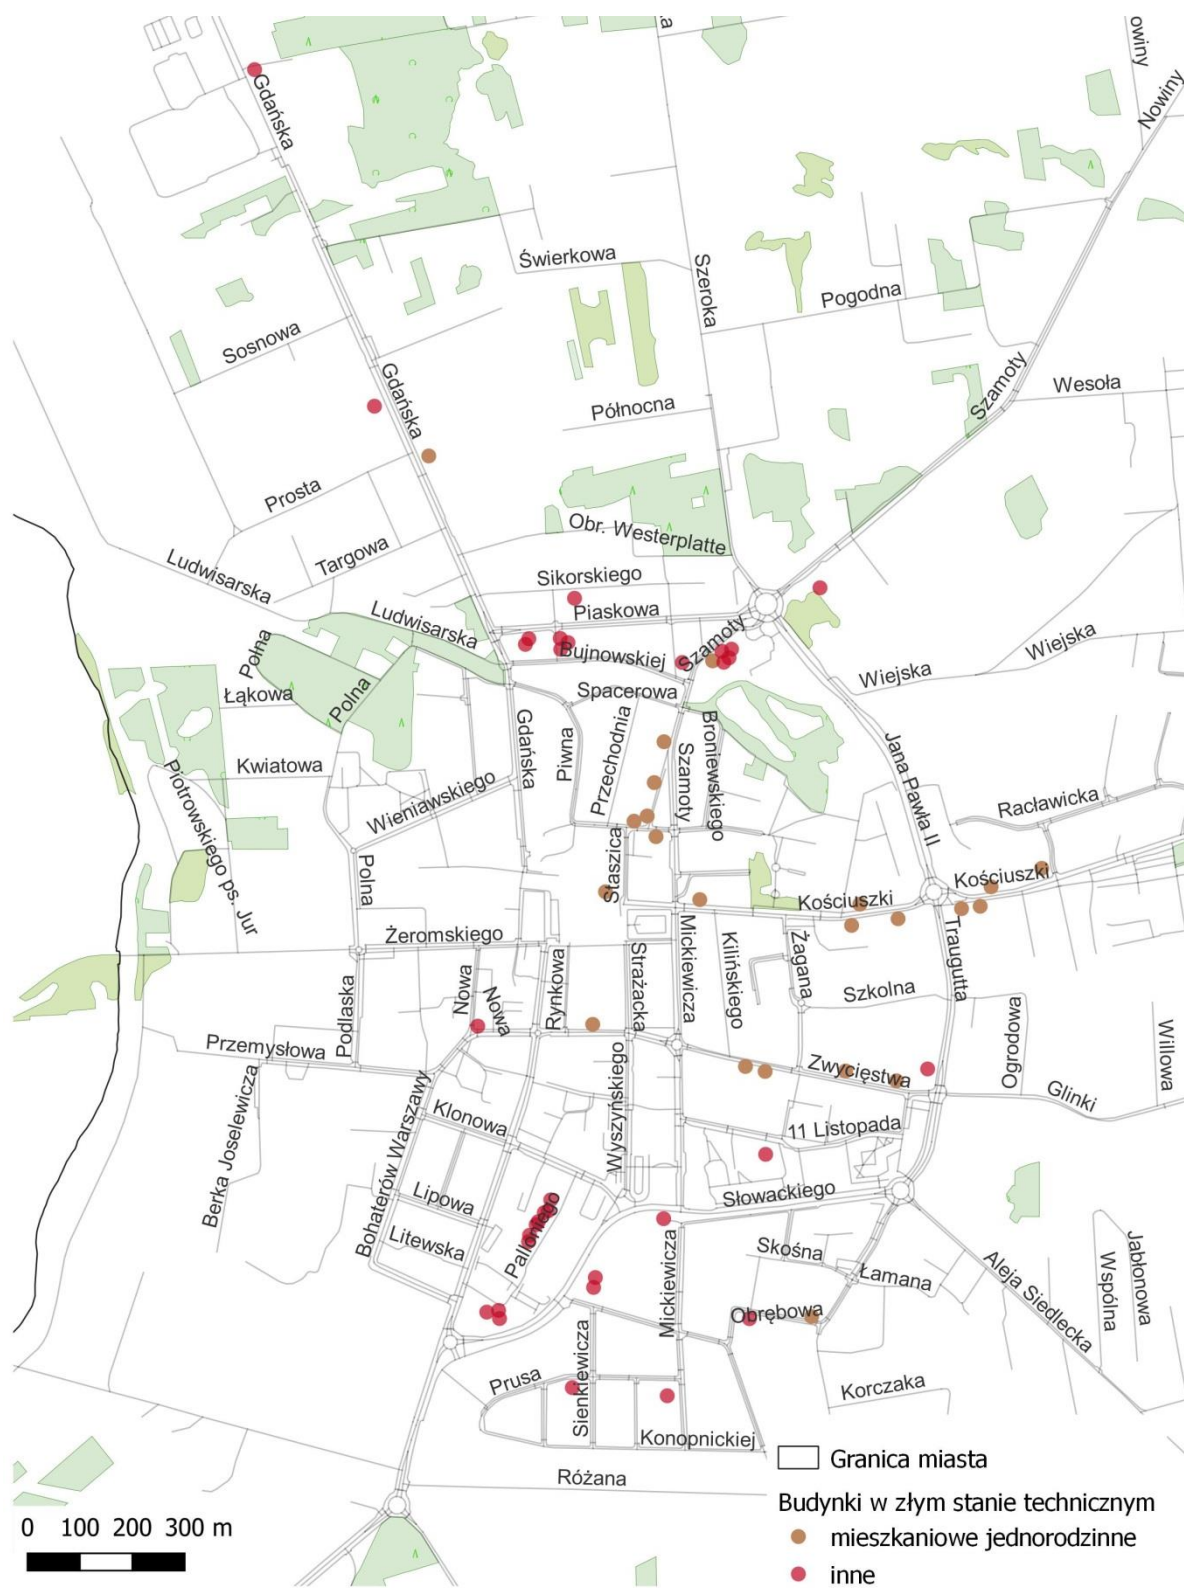 ka
owiny
Nowiny
Gdańska
Świerkowa
Szeroka
Pogodna
Sosnowa
Gdańska
Szamoty
Wesoła
Północna
Prosta
Obr. Westerplatte
Targowa
Ludwisarska
Sikorskiego
Piaskowa
Ludwisarska
Szamoty
Bujnowskiej
Wiejska
Wiejska
Polna
Łąkowa
Polna
Spacerowa
Gdańska
Piwna
Przechodnia
Szamoty
Broniewskiego
Jana Pawła II
Kwiatowa
Piotrowskiego ps. Jur
Wieniawskiego
Racławicka
Polna
Staszica
Kościuszki
Kościuszki
Żeromskiego
Mickiewicza
Kilińskiego
Żagana
Traugutta
Strażacka
Rynkowa
Nowa
Nowa
Podlaska
Szkolna
Przemysłowa
Ogrodowa
Willowa
Zwycięstwa
Glinki
Wyszyńskiego
Berka Joselewicza
Bohaterów Warszawy
Klonowa
11 Listopada
Lipowa
Słowackiego
Litewska
Palloniego
Mickiewicza
Skośna
Łamana
Aleja Siedlecka
Wspólna
Jabłonowa
Obrębowa
Sienkiewicza
Prusa
Korczaka
Konopnickiej
Różana
Granica miasta
Budynki w złym stanie technicznym
mieszkaniowe jednorodzinne
inne
0 100 200 300 m